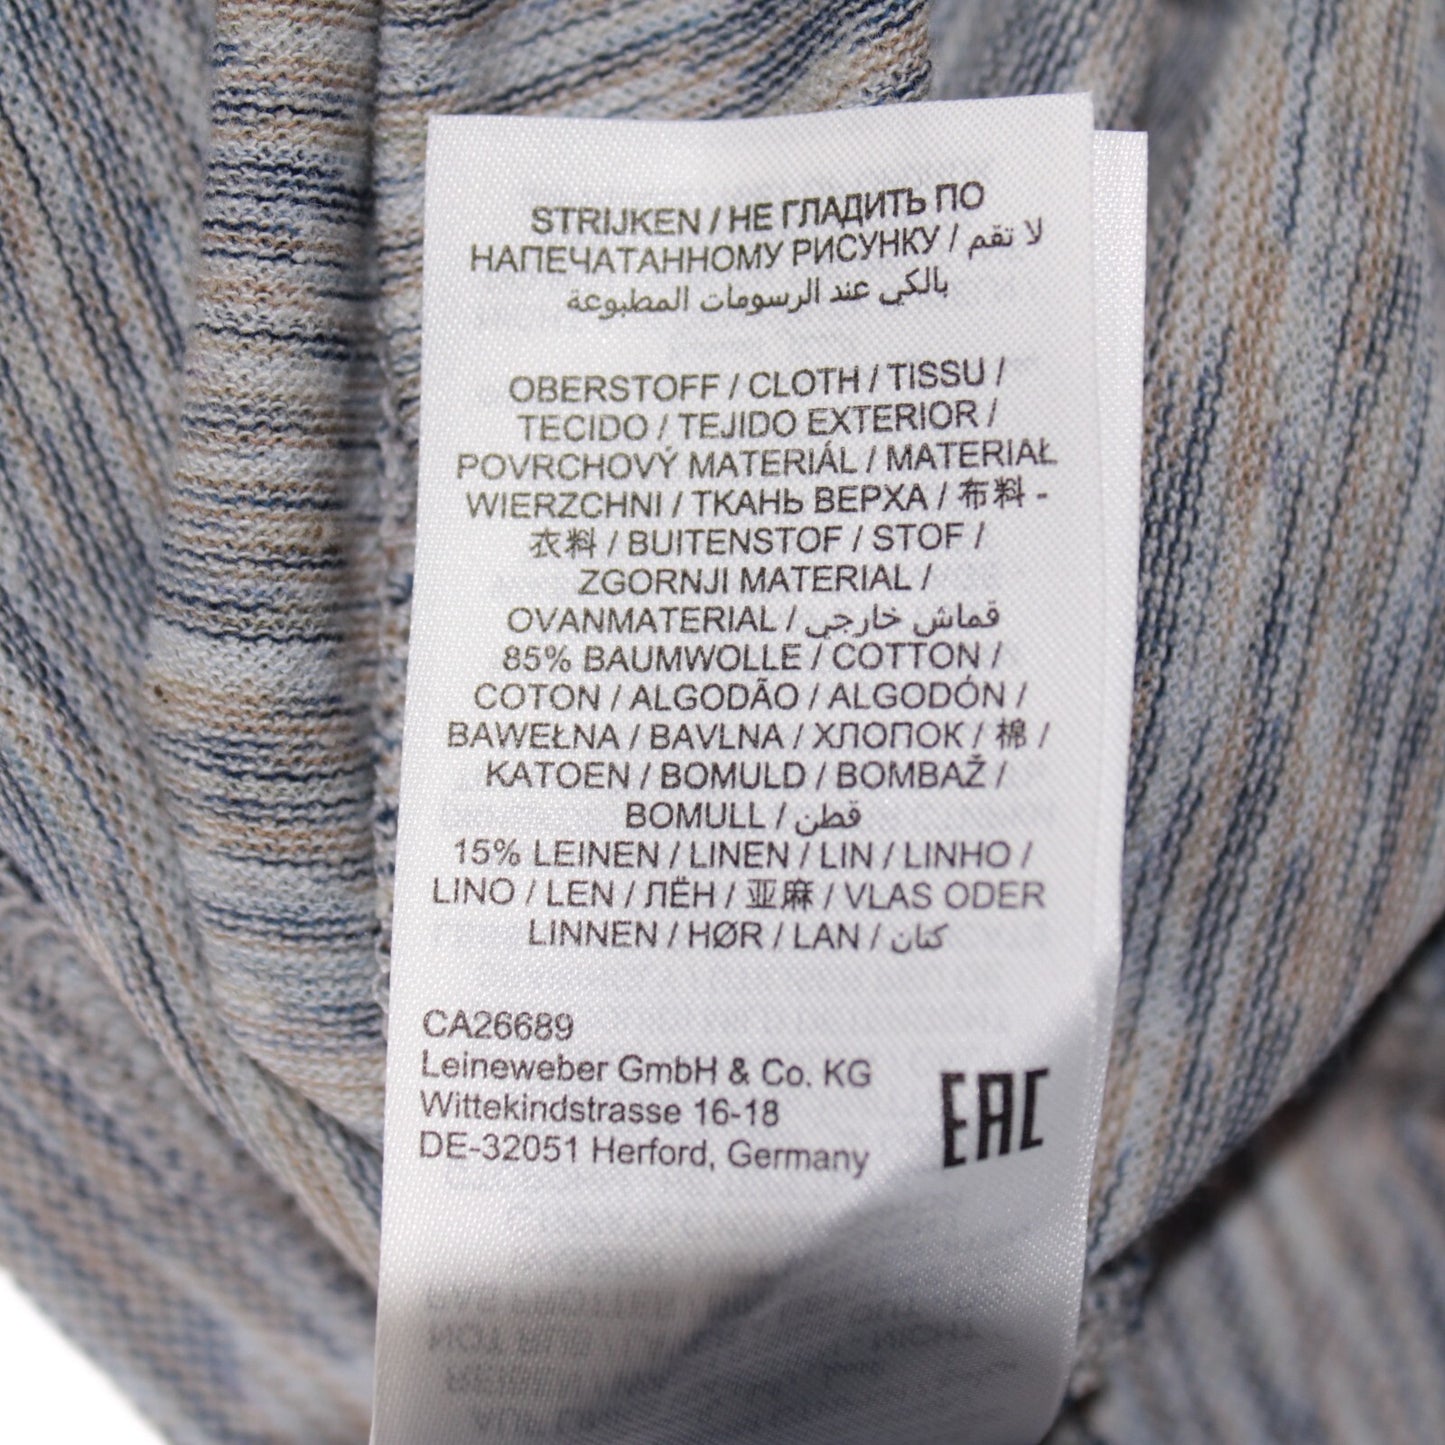 STRIJKEN / НЕ ГЛАДИТЬ ПО
НАПЕЧАТАННОМУ РИСУНКУ / لا تقم
بالكي عند الرسومات المطبوعة
OBERSTOFF / CLOTH / TISSU /
TECIDO / TEJIDO EXTERIOR /
POVRCHOVÝ MATERIÁL / MATERIAŁ
WIERZCHNI / ТКАНЬ ВЕРХА / 布料 -
衣料 / BUITENSTOF / STOF /
ZGORNJI MATERIAL /
OVANMATERIAL / قماش خارجي
85% BAUMWOLLE / COTTON /
COTON / ALGODÃO / ALGODÓN /
BAWEŁNA / BAVLNA / ХЛОПОК / 棉 /
KATOEN / BOMULD / BOMBAŽ /
BOMULL / قطن
15% LEINEN / LINEN / LIN / LINHO /
LINO / LEN / ЛЁН / 亚麻 / VLAS ODER
LINNEN / HØR / LAN / كتان
CA26689
Leineweber GmbH & Co. KG
Wittekindstrasse 16-18
DE-32051 Herford, Germany
EAC